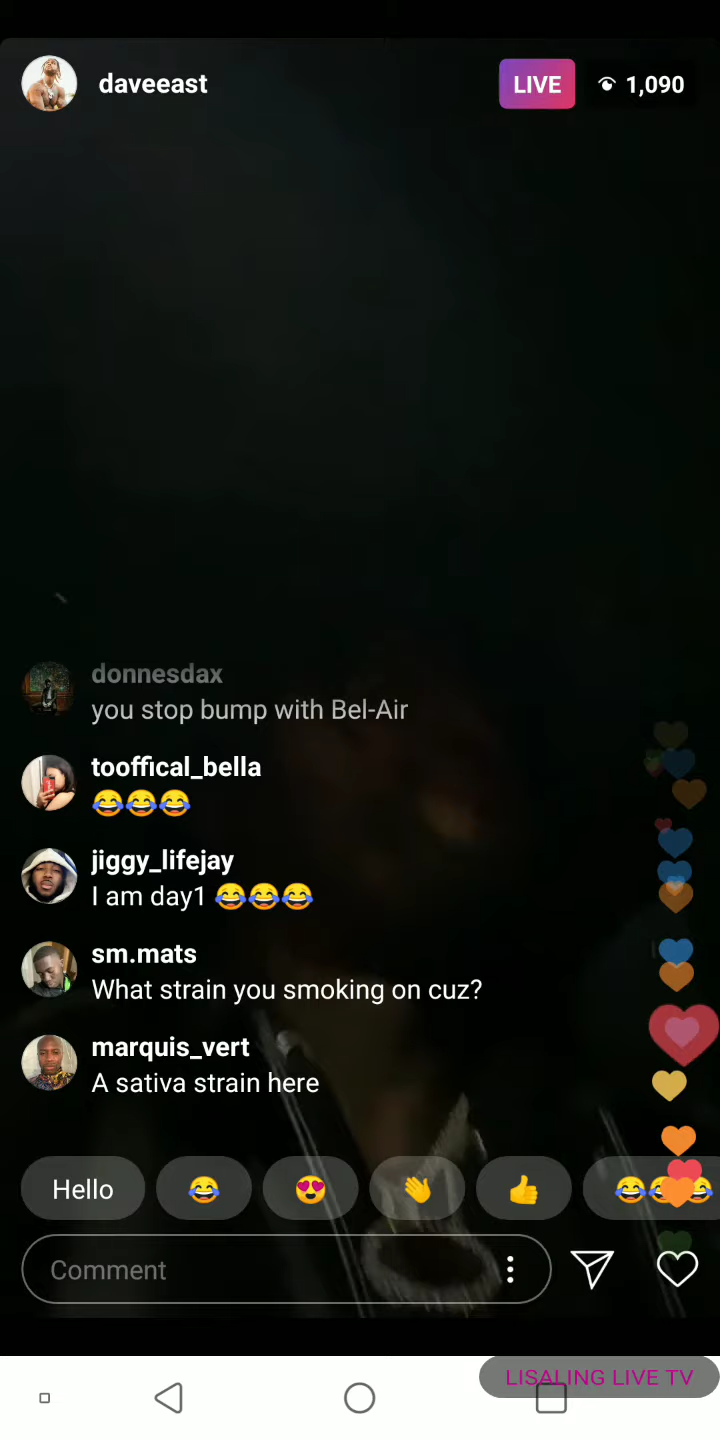 daveeast
LIVE 1,090
donnesdax
you stop bump with Bel-Air
tooffical_bella
😂😂😂
jiggy_lifejay
I am day1 😂😂😂
sm.mats
What strain you smoking on cuz?
marquis_vert
A sativa strain here
Hello 😂 😍 👋 👍 😂😂😂
Comment
LISALING LIVE TV